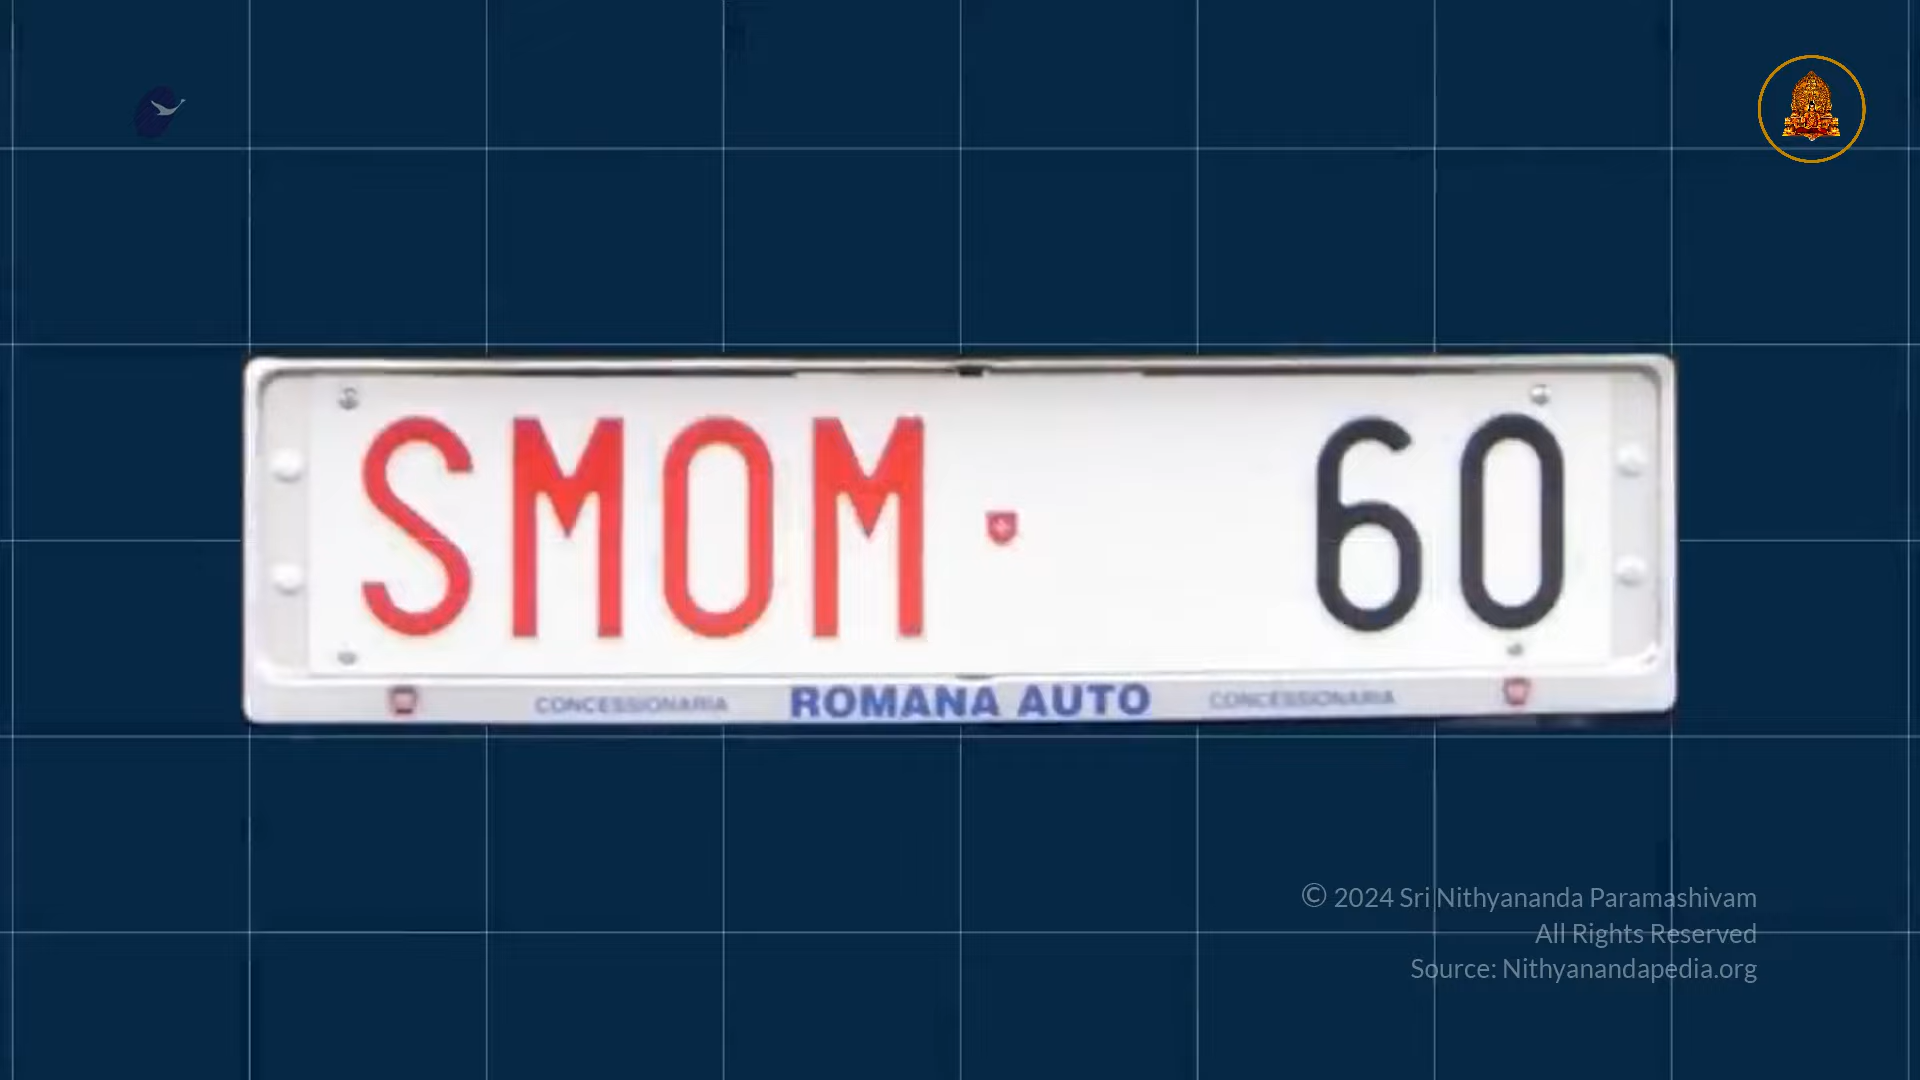 SMOM 60
CONCESSIONARIA ROMANA AUTO CONCESSIONARIA
© 2024 Sri Nithyananda Paramashivam
All Rights Reserved
Source: Nithyanandapedia.org